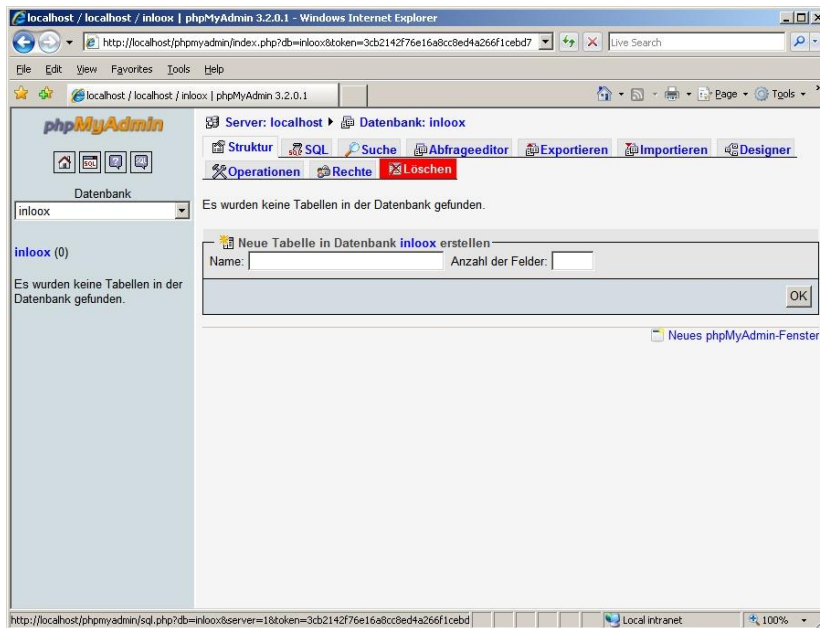 localhost / localhost / inloox | phpMyAdmin 3.2.0.1 - Windows Internet Explorer
http://localhost/phpmyadmin/index.php?db=inloox&token=3cb2142f76e16a8cc8ed4a266f1cebd7
Live Search
File Edit View Favorites Tools Help
localhost / localhost / inloox | phpMyAdmin 3.2.0.1
Page Tools
phpMyAdmin
Server: localhost Datenbank: inloox
Struktur SQL Suche Abfrageeditor Exportieren Importieren Designer
Operationen Rechte Löschen
SQL
Datenbank
inloox
inloox (0)
Es wurden keine Tabellen in der
Datenbank gefunden.
Es wurden keine Tabellen in der Datenbank gefunden.
Neue Tabelle in Datenbank inloox erstellen
Name: Anzahl der Felder:
OK
Neues phpMyAdmin-Fenster
http://localhost/phpmyadmin/sql.php?db=inloox&server=1&token=3cb2142f76e16a8cc8ed4a266f1cebd
Local intranet
100%